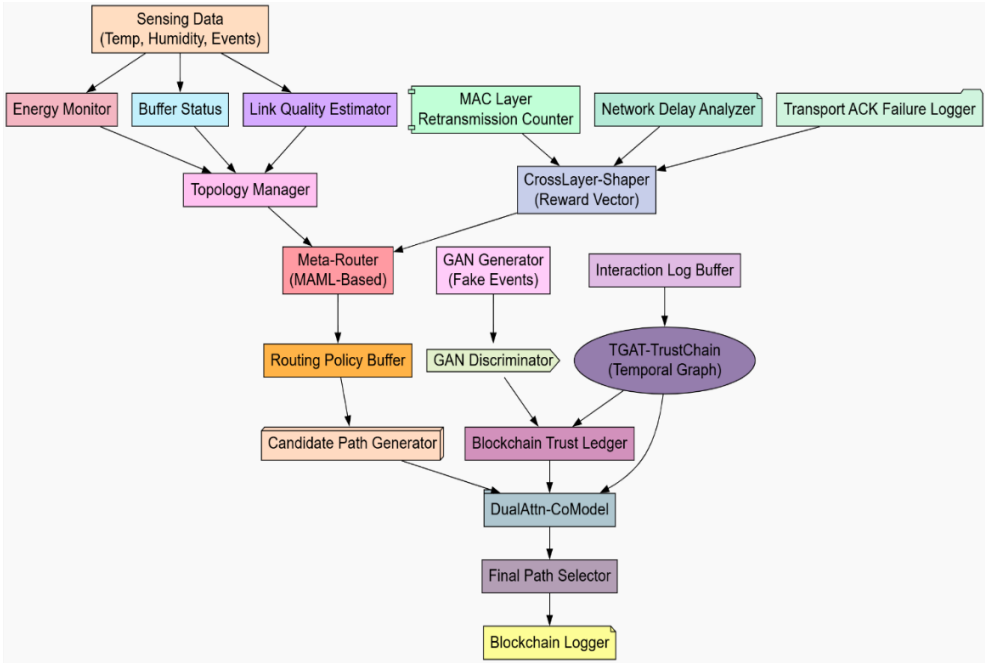 Sensing Data
(Temp, Humidity, Events)
Energy Monitor
Buffer Status
Link Quality Estimator
MAC Layer
Retransmission Counter
Network Delay Analyzer
Transport ACK Failure Logger
Topology Manager
CrossLayer-Shaper
(Reward Vector)
Meta-Router
(MAML-Based)
GAN Generator
(Fake Events)
Interaction Log Buffer
Routing Policy Buffer
GAN Discriminator
TGAT-TrustChain
(Temporal Graph)
Candidate Path Generator
Blockchain Trust Ledger
DualAttn-CoModel
Final Path Selector
Blockchain Logger